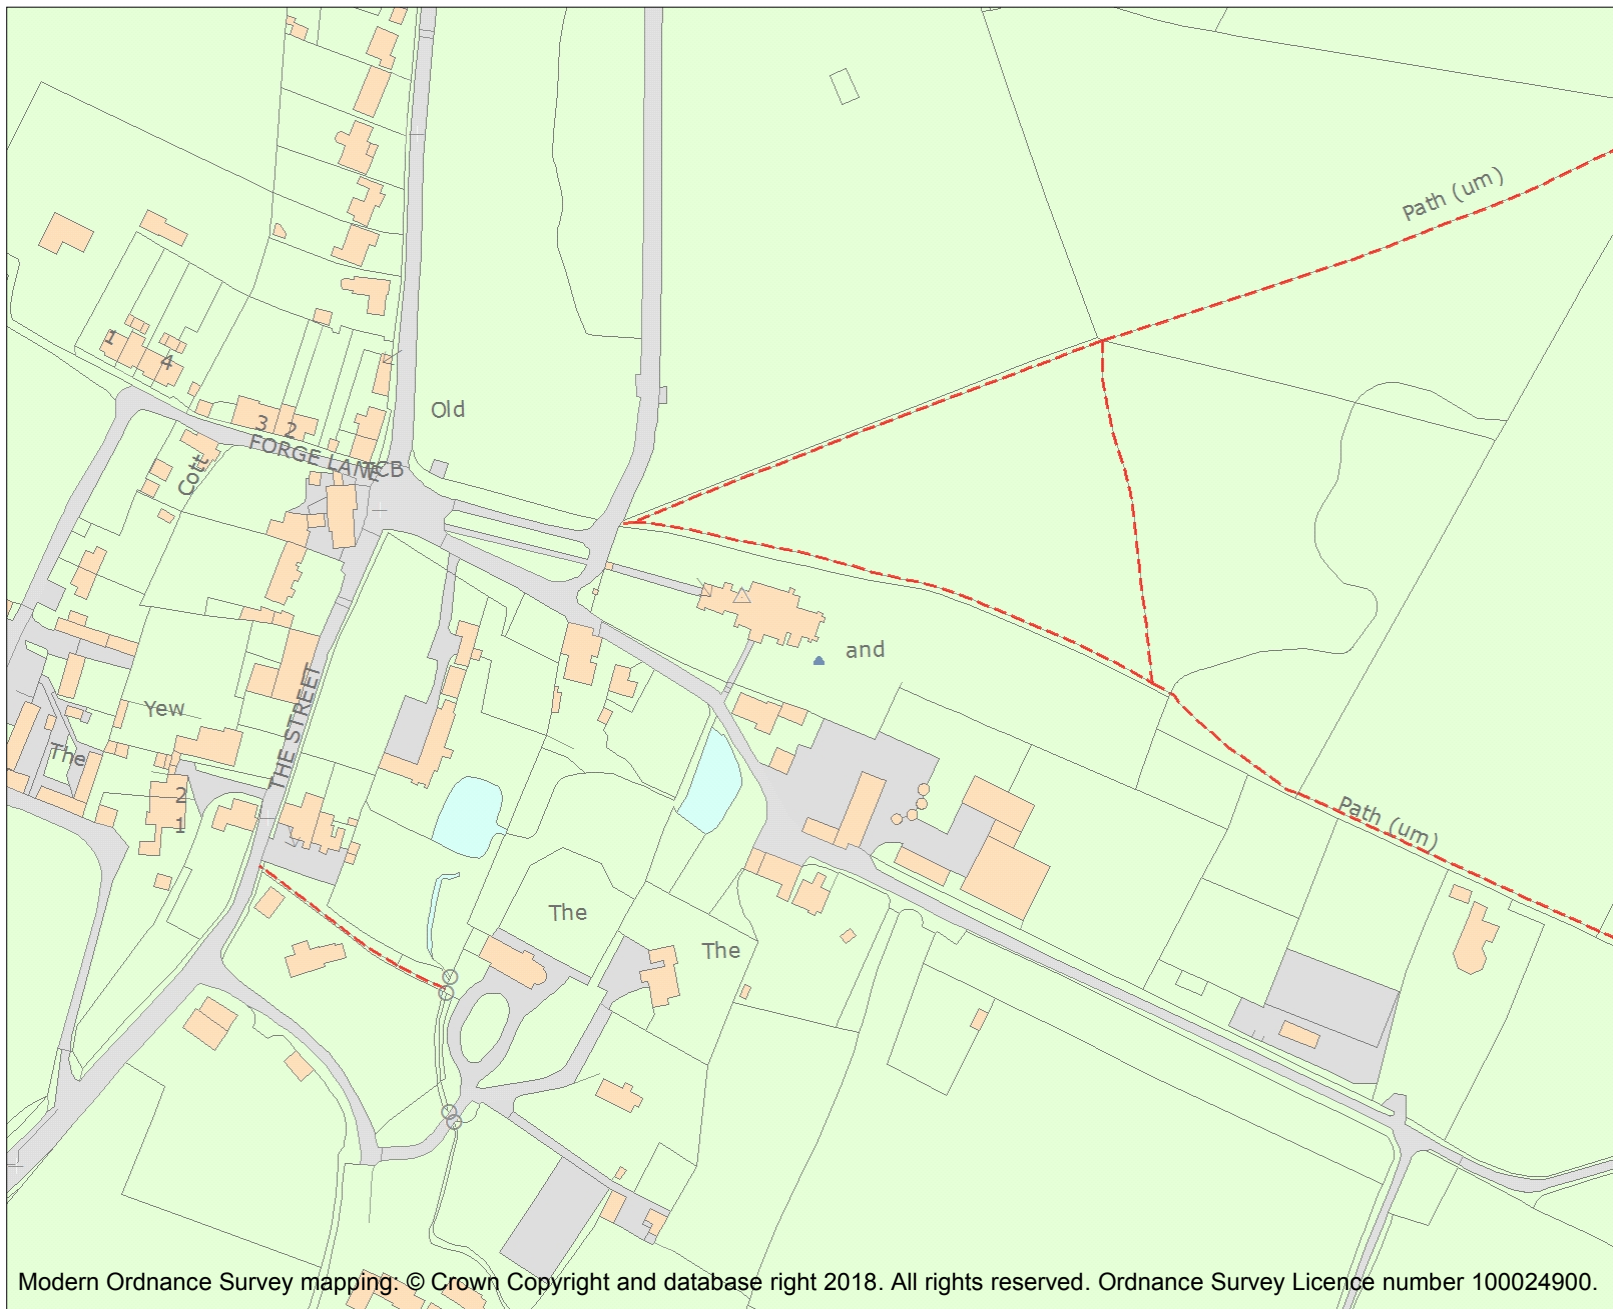 Path (um)
1
4
Old
3
2
FORGE LANE
TCB
Cott
and
Yew
THE STREET
The
2
1
Path (um)
The
The
Modern Ordnance Survey mapping: © Crown Copyright and database right 2018. All rights reserved. Ordnance Survey Licence number 100024900.